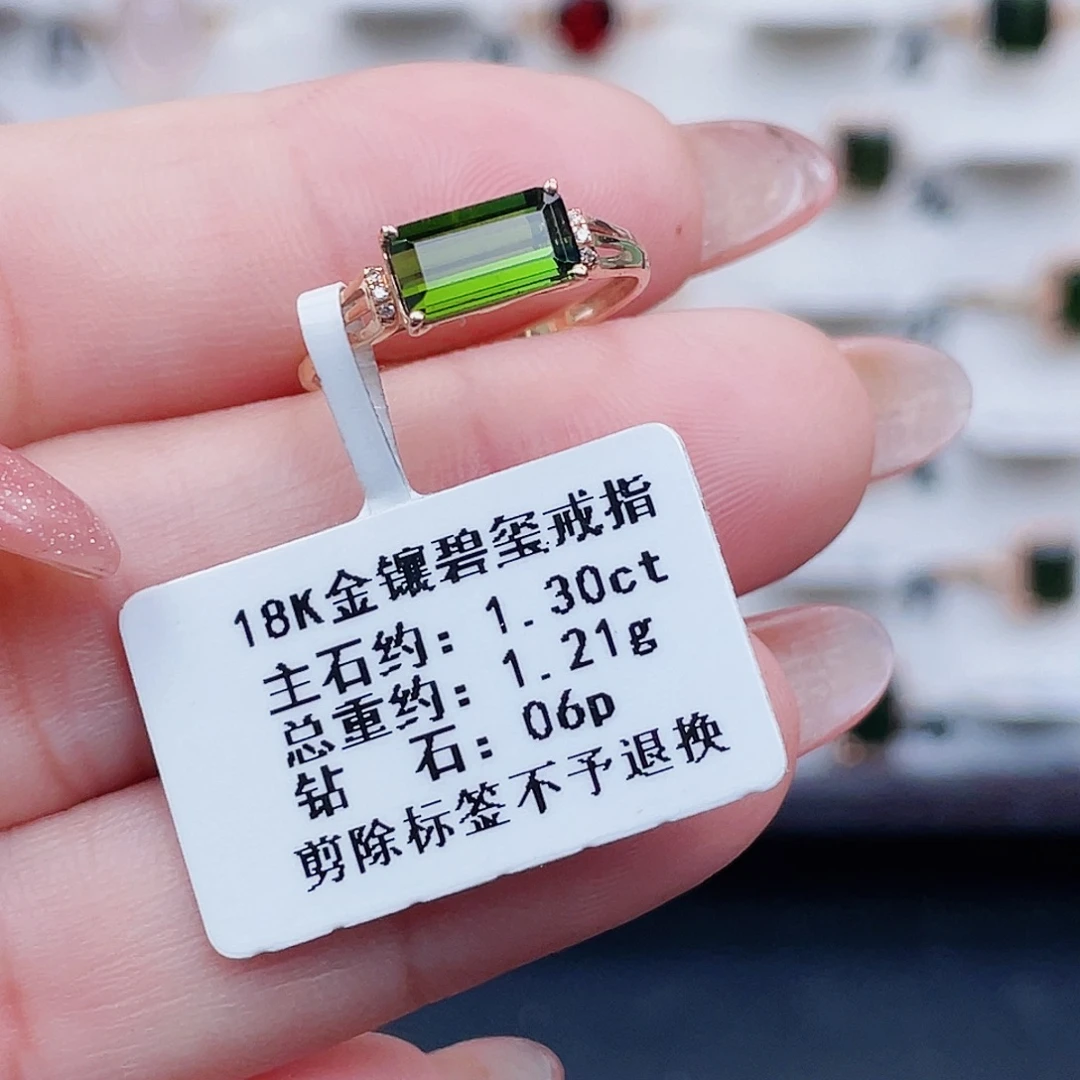 18K金镶碧玺戒指
主石约：1.30ct
总重约：1.21g
钻 石：06p
剪除标签不予退换